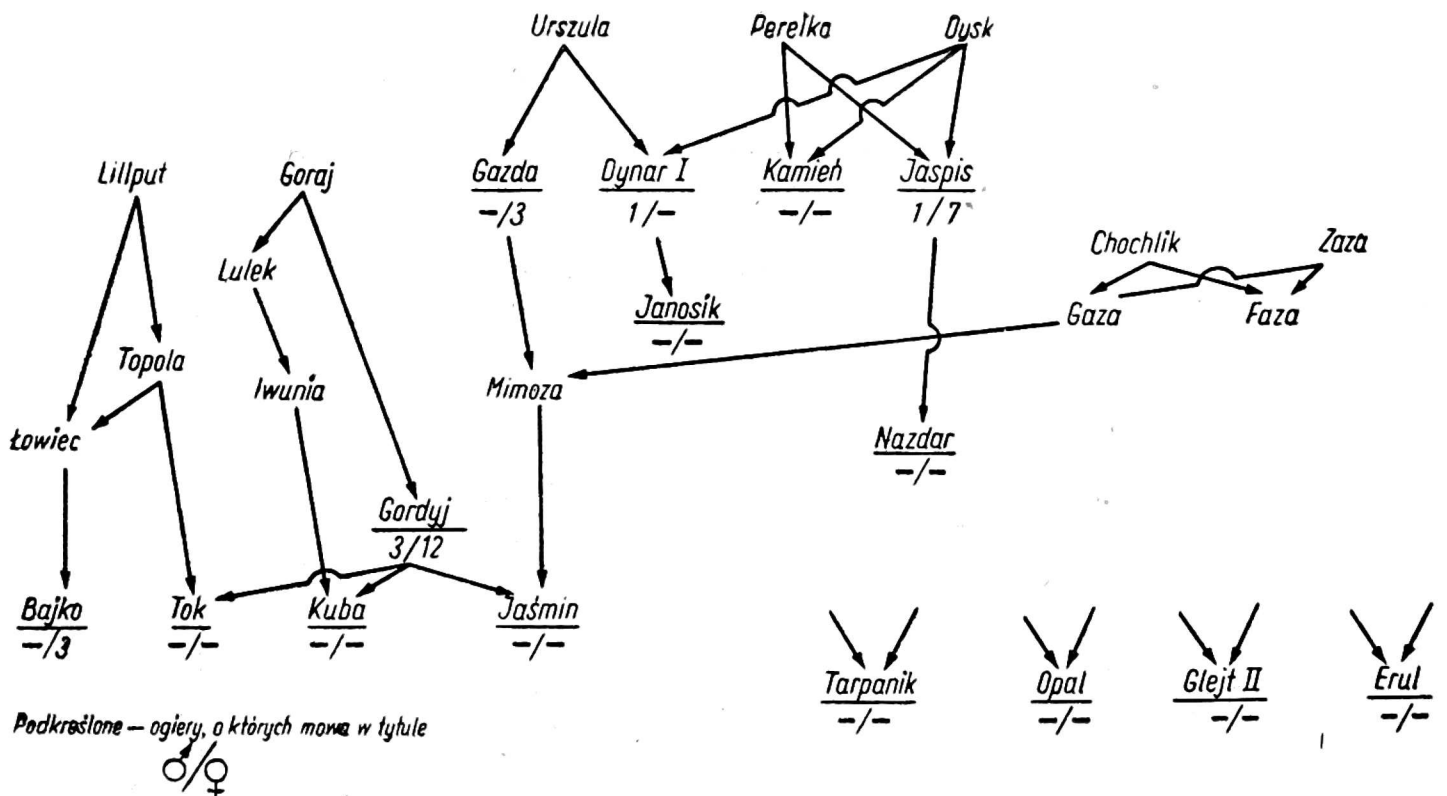 Urszula
Perełka
Dysk
Lillput
Goraj
Gazda
–/3
Dynar I
1/–
Kamień
–/–
Jaspis
1/7
Lulek
Chochlik
Zaza
Janosik
–/–
Gaza
Faza
Topola
Iwunia
Mimoza
Łowiec
Nazdar
–/–
Gordyj
3/12
Bajko
–/3
Tok
–/–
Kuba
–/–
Jaśmin
–/–
Tarpanik
–/–
Opal
–/–
Glejt II
–/–
Erul
–/–
Podkreślone – ogiery, o których mowa w tytule
♂/♀